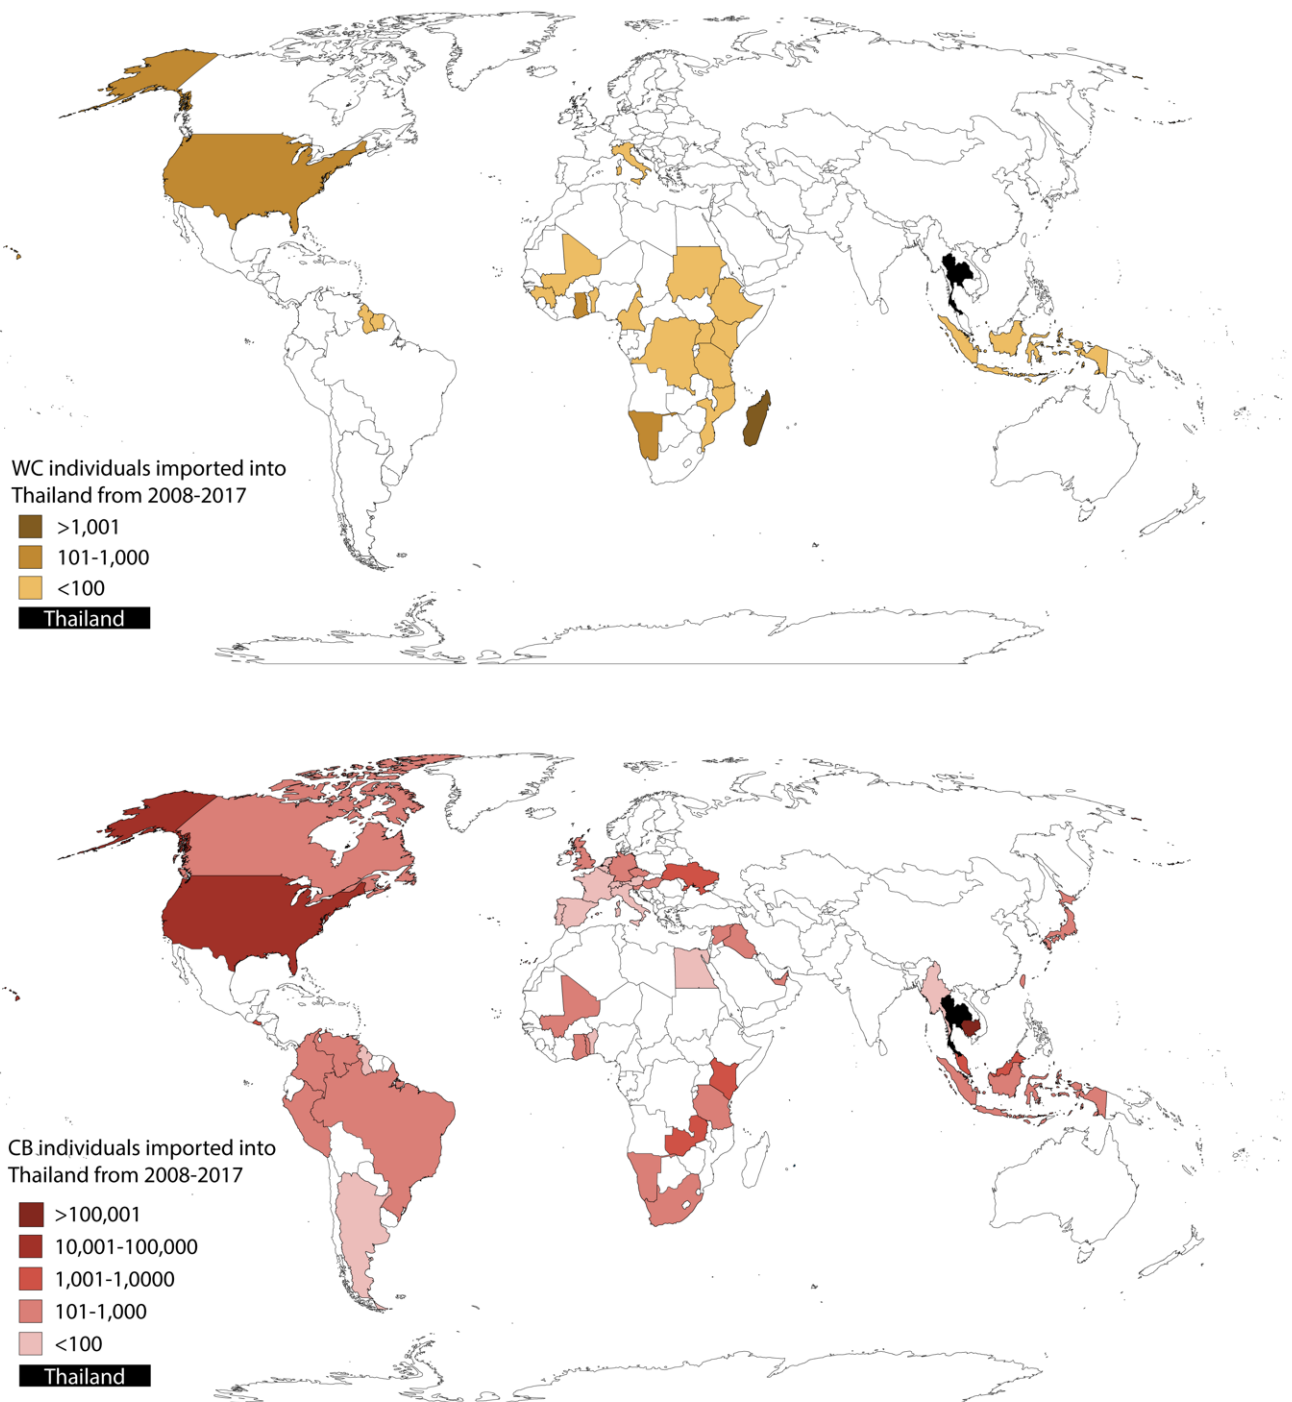 WC individuals imported into
Thailand from 2008-2017
>1,001
101-1,000
<100
Thailand
CB individuals imported into
Thailand from 2008-2017
>100,001
10,001-100,000
1,001-1,0000
101-1,000
<100
Thailand